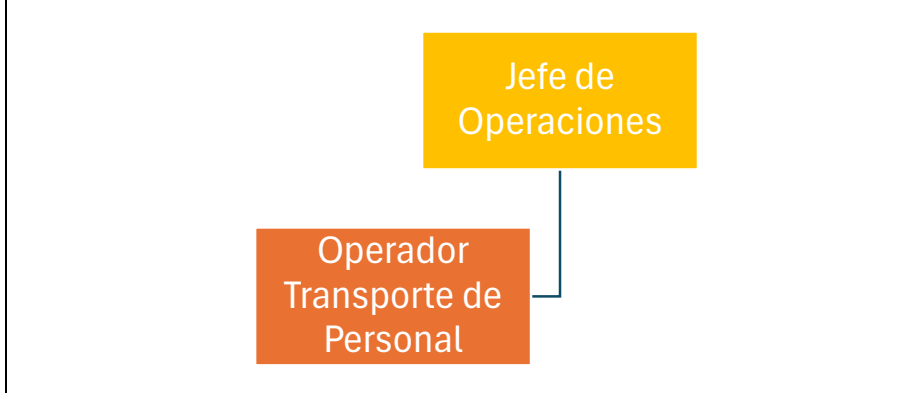 Jefe de
Operaciones
Operador
Transporte de
Personal